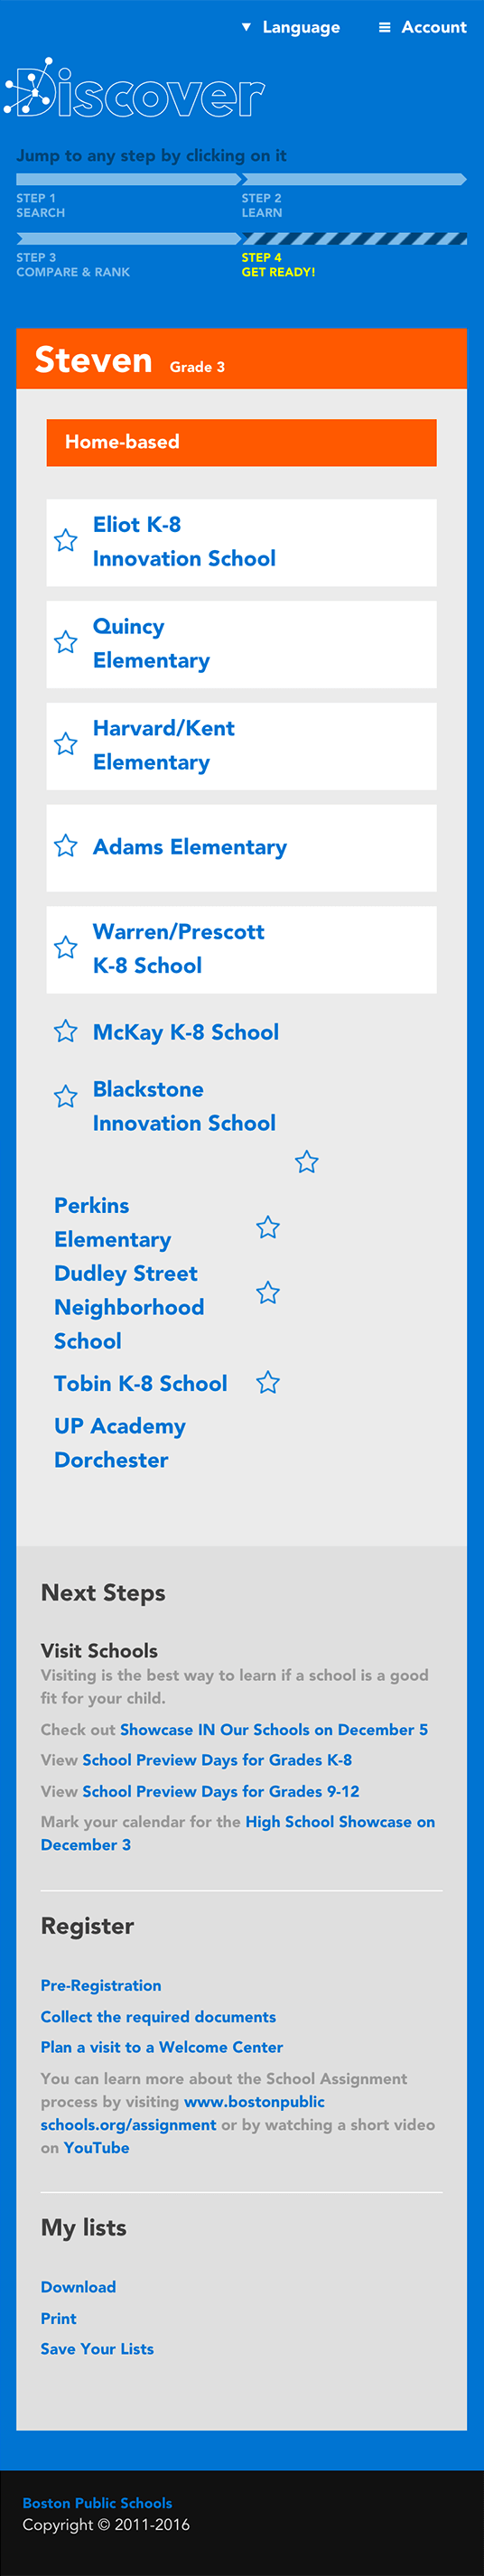 ▼ Language ≡ Account
Discover
Jump to any step by clicking on it
STEP 1
SEARCH
STEP 2
LEARN
STEP 3
COMPARE & RANK
STEP 4
GET READY!
Steven Grade 3
Home-based
Eliot K-8
Innovation School
Quincy
Elementary
Harvard/Kent
Elementary
Adams Elementary
Warren/Prescott
K-8 School
McKay K-8 School
Blackstone
Innovation School
Perkins
Elementary
Dudley Street
Neighborhood
School
Tobin K-8 School
UP Academy
Dorchester
Next Steps
Visit Schools
Visiting is the best way to learn if a school is a good
fit for your child.
Check out Showcase IN Our Schools on December 5
View School Preview Days for Grades K-8
View School Preview Days for Grades 9-12
Mark your calendar for the High School Showcase on
December 3
Register
Pre-Registration
Collect the required documents
Plan a visit to a Welcome Center
You can learn more about the School Assignment
process by visiting www.bostonpublic
schools.org/assignment or by watching a short video
on YouTube
My lists
Download
Print
Save Your Lists
Boston Public Schools
Copyright © 2011-2016